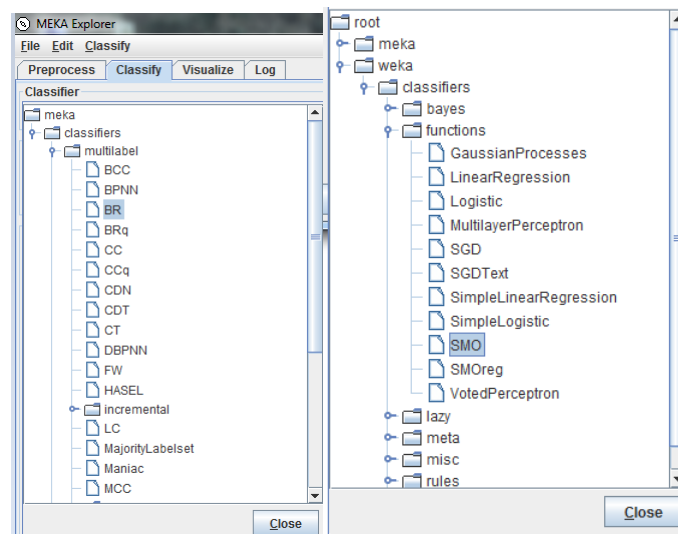 MEKA Explorer
File Edit Classify
Preprocess Classify Visualize Log
Classifier
meka
classifiers
multilabel
BCC
BPNN
BR
BRq
CC
CCq
CDN
CDT
CT
DBPNN
FW
HASEL
incremental
LC
MajorityLabelset
Maniac
MCC
Close
root
meka
weka
classifiers
bayes
functions
GaussianProcesses
LinearRegression
Logistic
MultilayerPerceptron
SGD
SGDText
SimpleLinearRegression
SimpleLogistic
SMO
SMOreg
VotedPerceptron
lazy
meta
misc
rules
Close